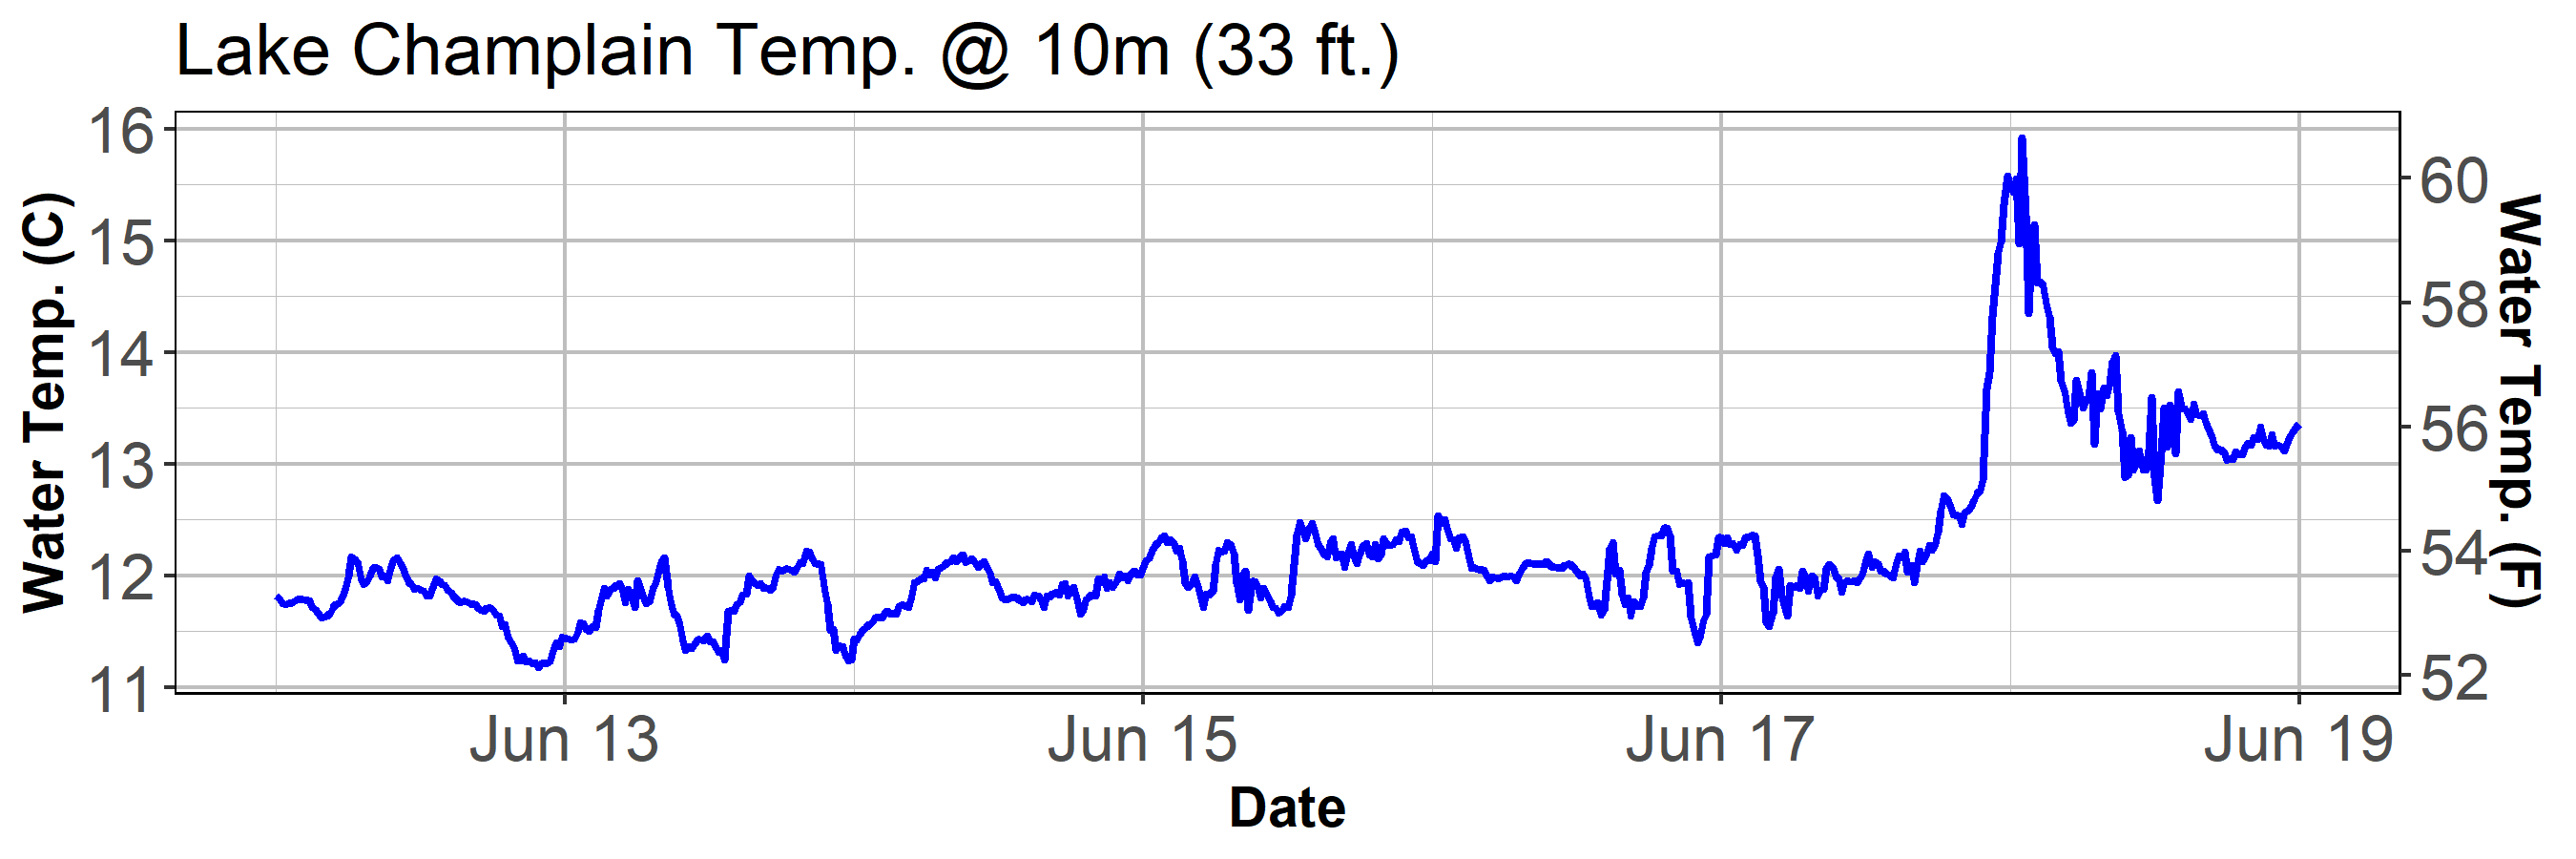 Lake Champlain Temp. @ 10m (33 ft.)
Water Temp. (C)
16
15
14
13
12
11
60
58
56
54
52
Water Temp. (F)
Jun 13 Jun 15 Jun 17 Jun 19
Date